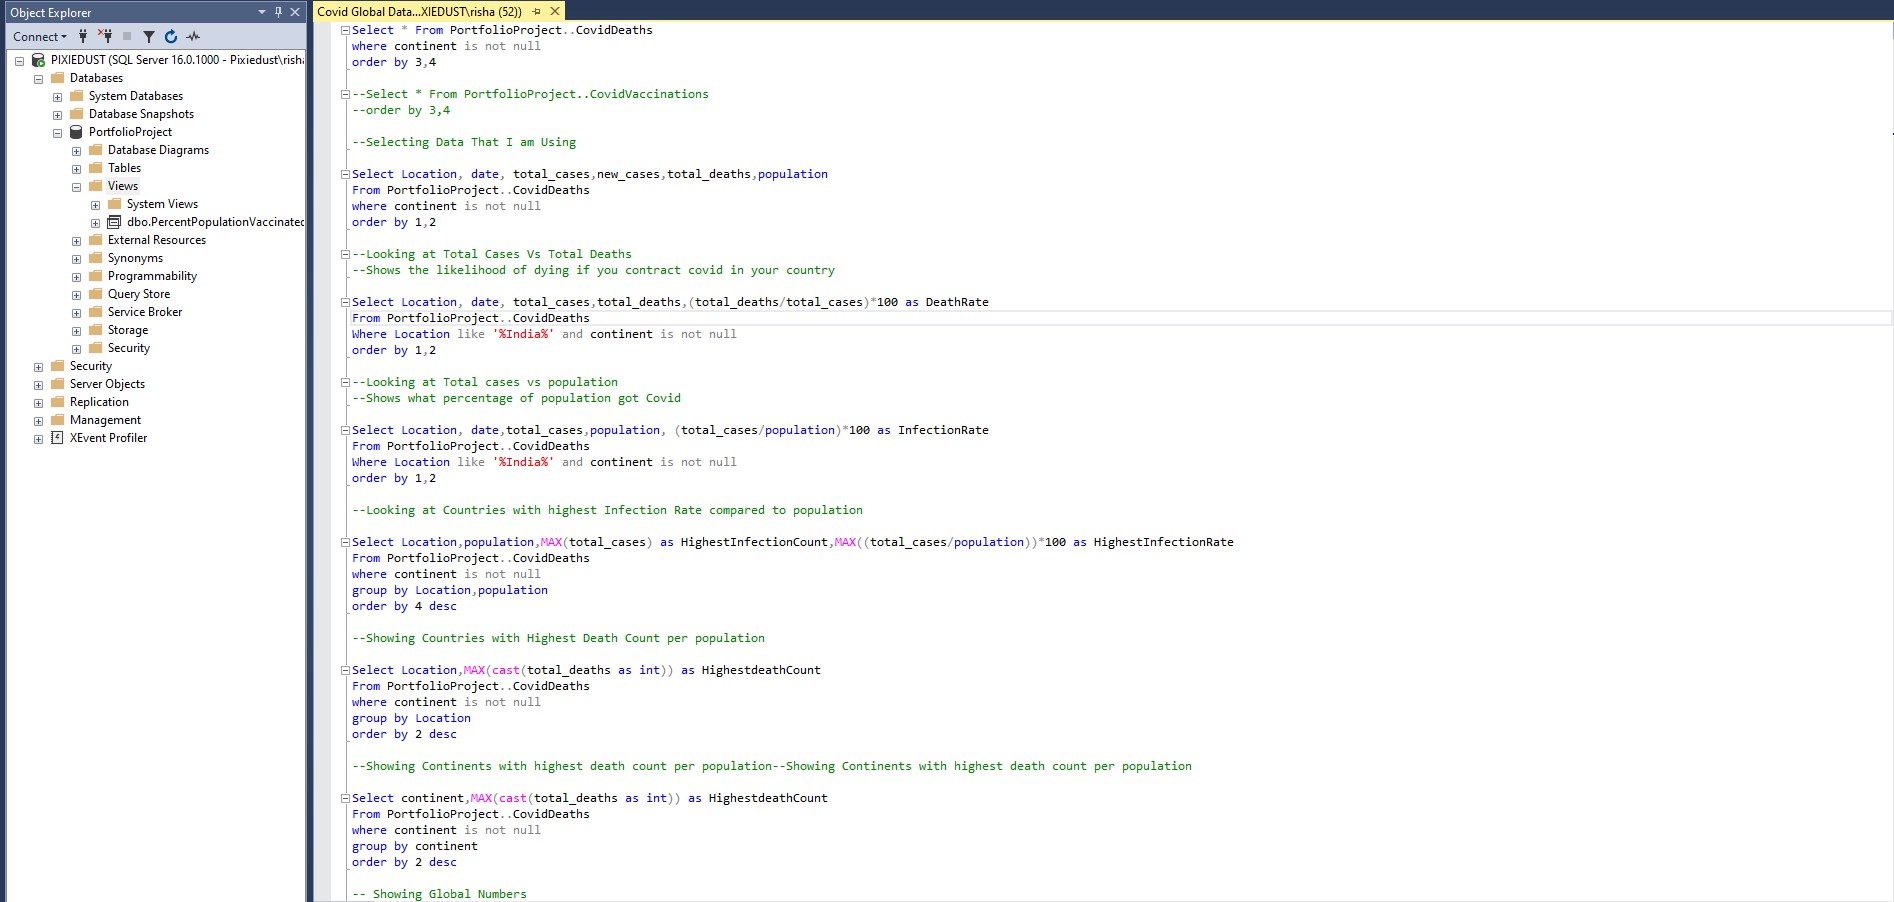 Object Explorer
Connect
PIXIEDUST (SQL Server 16.0.1000 - Pixiedust\risha
Databases
System Databases
Database Snapshots
PortfolioProject
Database Diagrams
Tables
Views
System Views
dbo.PercentPopulationVaccinated
External Resources
Synonyms
Programmability
Query Store
Service Broker
Storage
Security
Security
Server Objects
Replication
Management
XEvent Profiler
Covid Global Data...XIEDUST\risha (52))
Select * From PortfolioProject..CovidDeaths
where continent is not null
order by 3,4
--Select * From PortfolioProject..CovidVaccinations
--order by 3,4
--Selecting Data That I am Using
Select Location, date, total_cases,new_cases,total_deaths,population
From PortfolioProject..CovidDeaths
where continent is not null
order by 1,2
--Looking at Total Cases Vs Total Deaths
--Shows the likelihood of dying if you contract covid in your country
Select Location, date, total_cases,total_deaths,(total_deaths/total_cases)*100 as DeathRate
From PortfolioProject..CovidDeaths
Where Location like '%India%' and continent is not null
order by 1,2
--Looking at Total cases vs population
--Shows what percentage of population got Covid
Select Location, date,total_cases,population, (total_cases/population)*100 as InfectionRate
From PortfolioProject..CovidDeaths
Where Location like '%India%' and continent is not null
order by 1,2
--Looking at Countries with highest Infection Rate compared to population
Select Location,population,MAX(total_cases) as HighestInfectionCount,MAX((total_cases/population))*100 as HighestInfectionRate
From PortfolioProject..CovidDeaths
where continent is not null
group by Location,population
order by 4 desc
--Showing Countries with Highest Death Count per population
Select Location,MAX(cast(total_deaths as int)) as HighestdeathCount
From PortfolioProject..CovidDeaths
where continent is not null
group by Location
order by 2 desc
--Showing Continents with highest death count per population--Showing Continents with highest death count per population
Select continent,MAX(cast(total_deaths as int)) as HighestdeathCount
From PortfolioProject..CovidDeaths
where continent is not null
group by continent
order by 2 desc
-- Showing Global Numbers